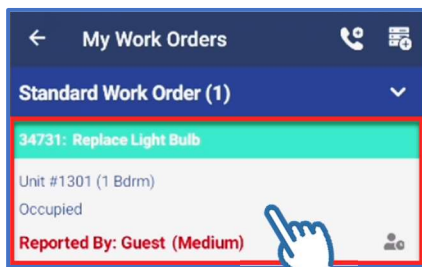 My Work Orders
Standard Work Order (1)
34731: Replace Light Bulb
Unit #1301 (1 Bdrm)
Occupied
Reported By: Guest (Medium)